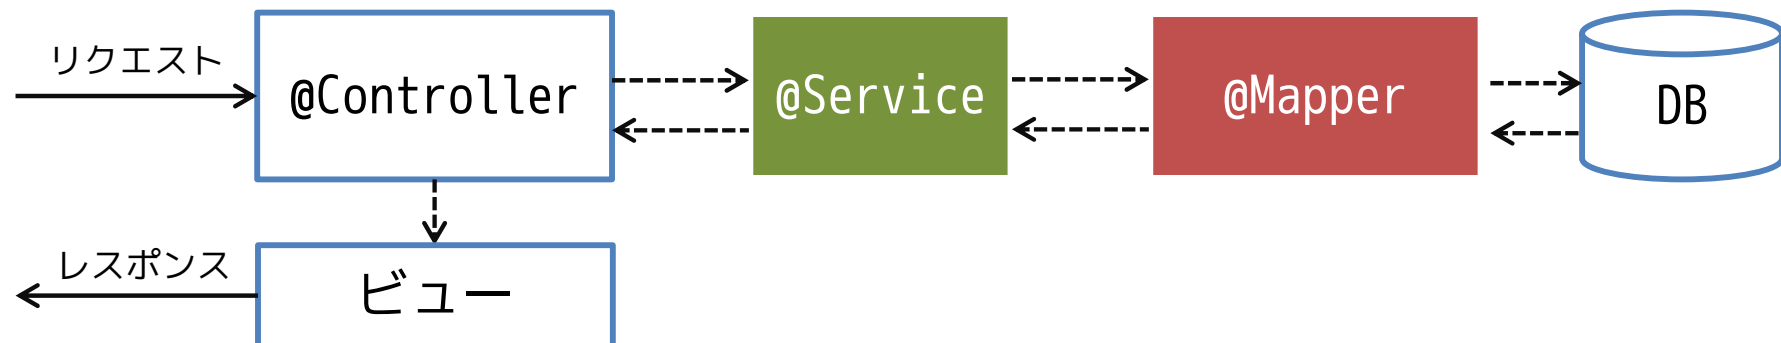 リクエスト
@Controller
@Service
@Mapper
DB
レスポンス
ビュー